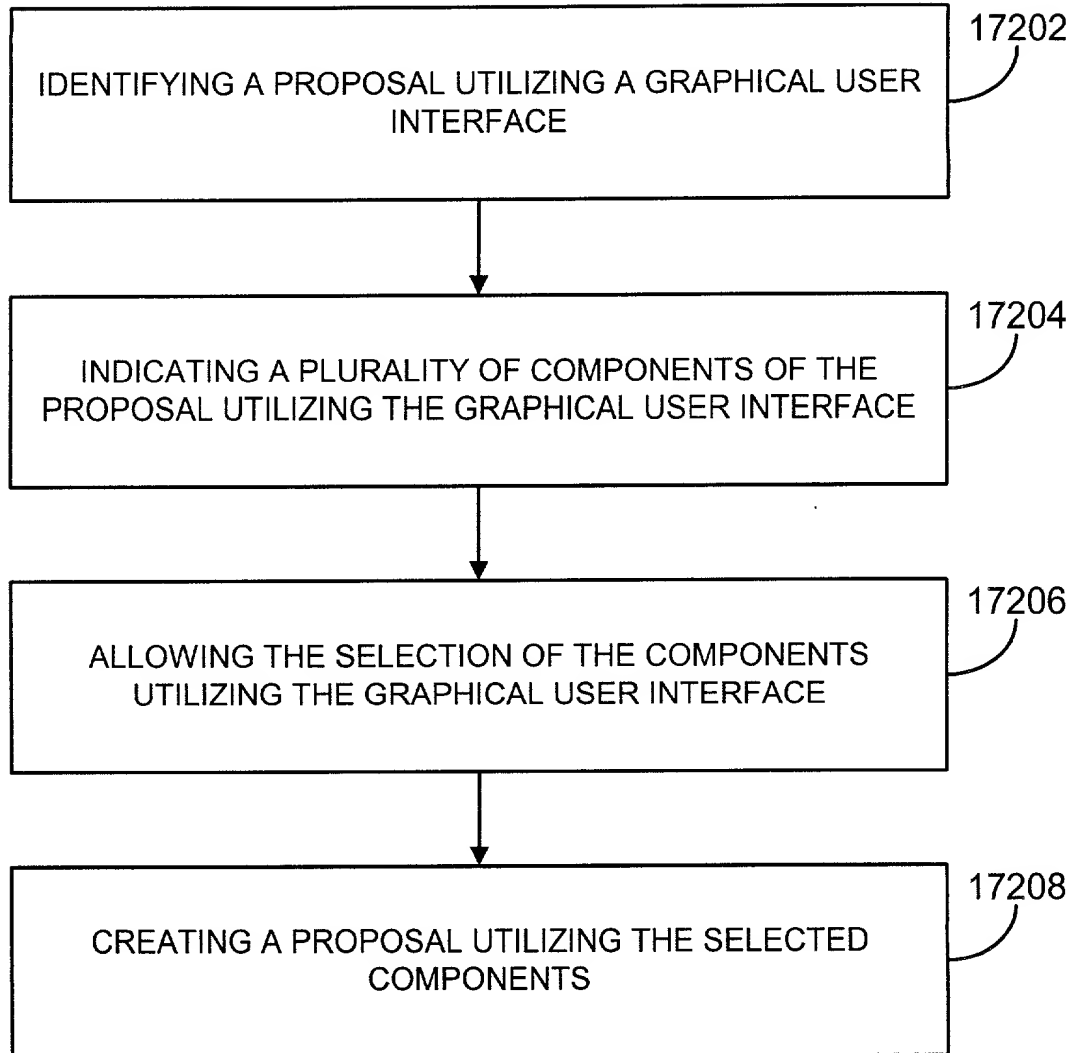 17202
IDENTIFYING A PROPOSAL UTILIZING A GRAPHICAL USER
INTERFACE
17204
INDICATING A PLURALITY OF COMPONENTS OF THE
PROPOSAL UTILIZING THE GRAPHICAL USER INTERFACE
17206
ALLOWING THE SELECTION OF THE COMPONENTS
UTILIZING THE GRAPHICAL USER INTERFACE
17208
CREATING A PROPOSAL UTILIZING THE SELECTED
COMPONENTS